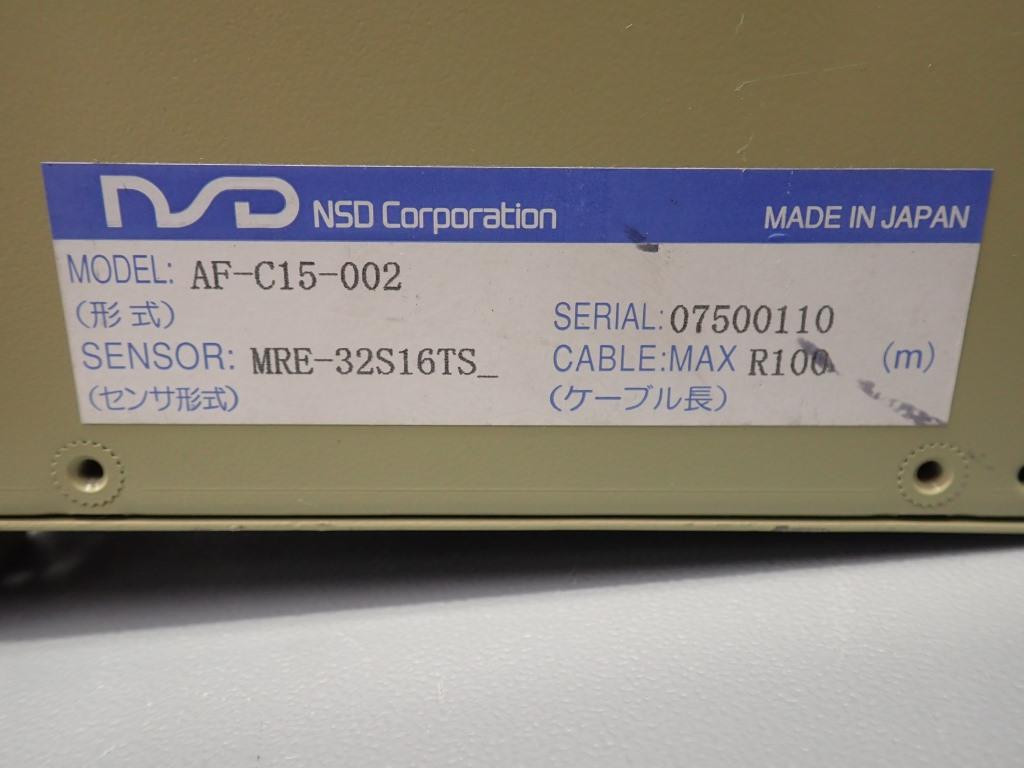 NSD NSD Corporation MADE IN JAPAN
MODEL: AF-C15-002
(形式) SERIAL: 07500110
SENSOR: MRE-32S16TS_ CABLE:MAX R100 (m)
(センサ形式) (ケーブル長)